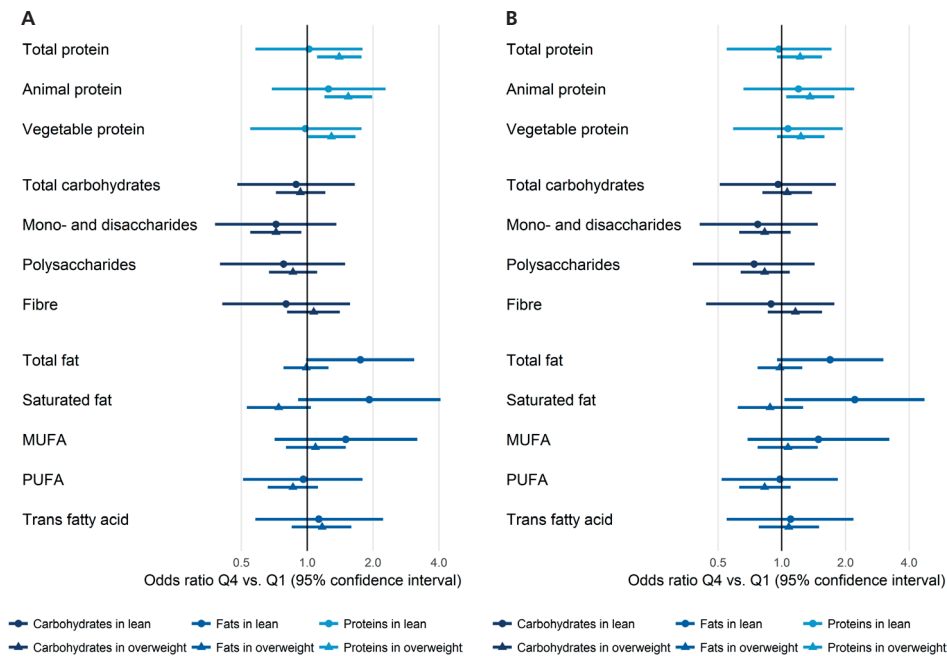 A
Total protein
Animal protein
Vegetable protein
Total carbohydrates
Mono- and disaccharides
Polysaccharides
Fibre
Total fat
Saturated fat
MUFA
PUFA
Trans fatty acid
0.5 1.0 2.0 4.0
Odds ratio Q4 vs. Q1 (95% confidence interval)
Carbohydrates in lean Fats in lean Proteins in lean
Carbohydrates in overweight Fats in overweight Proteins in overweight
B
Total protein
Animal protein
Vegetable protein
Total carbohydrates
Mono- and disaccharides
Polysaccharides
Fibre
Total fat
Saturated fat
MUFA
PUFA
Trans fatty acid
0.5 1.0 2.0 4.0
Odds ratio Q4 vs. Q1 (95% confidence interval)
Carbohydrates in lean Fats in lean Proteins in lean
Carbohydrates in overweight Fats in overweight Proteins in overweight